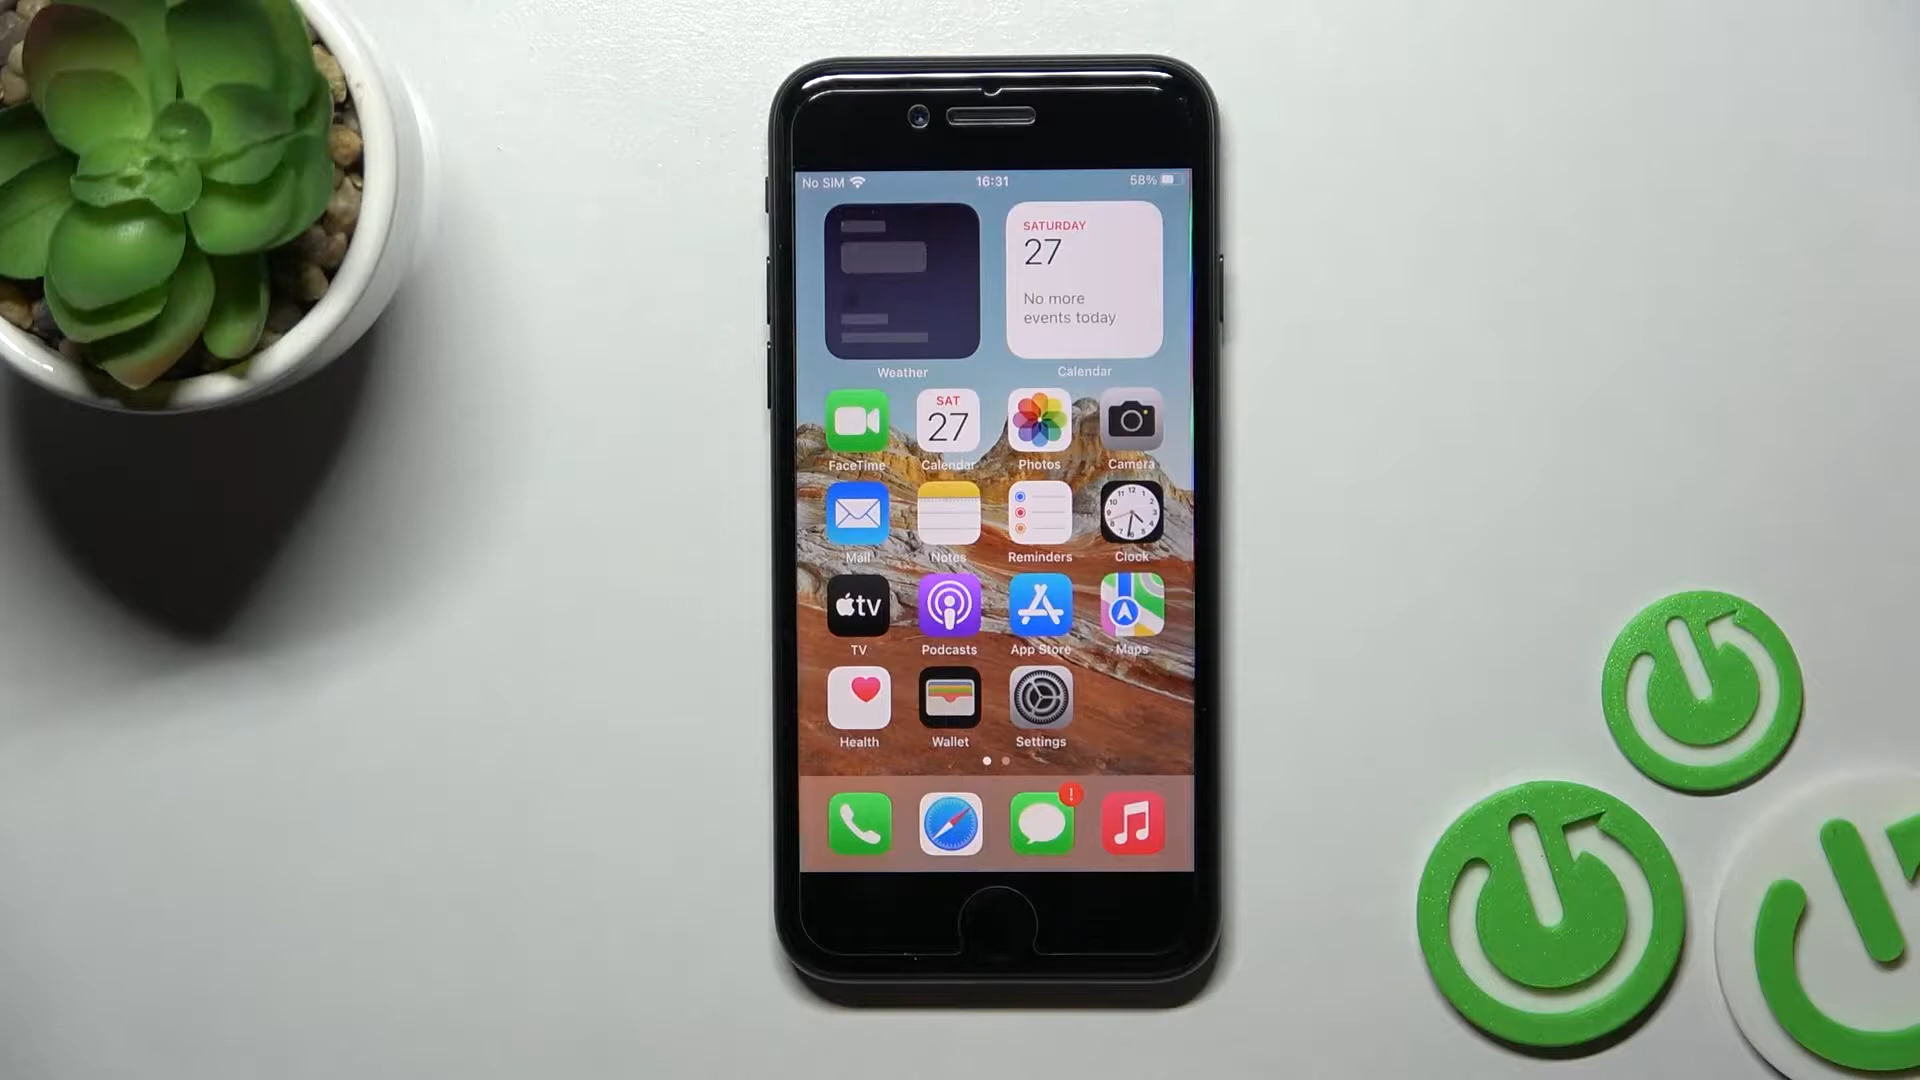 No SIM 16:31 58%
SATURDAY
27
No more
events today
Weather Calendar
SAT
27
FaceTime Calendar Photos Camera
Mail Notes Reminders Clock
tv
TV Podcasts App Store Maps
Health Wallet Settings
!